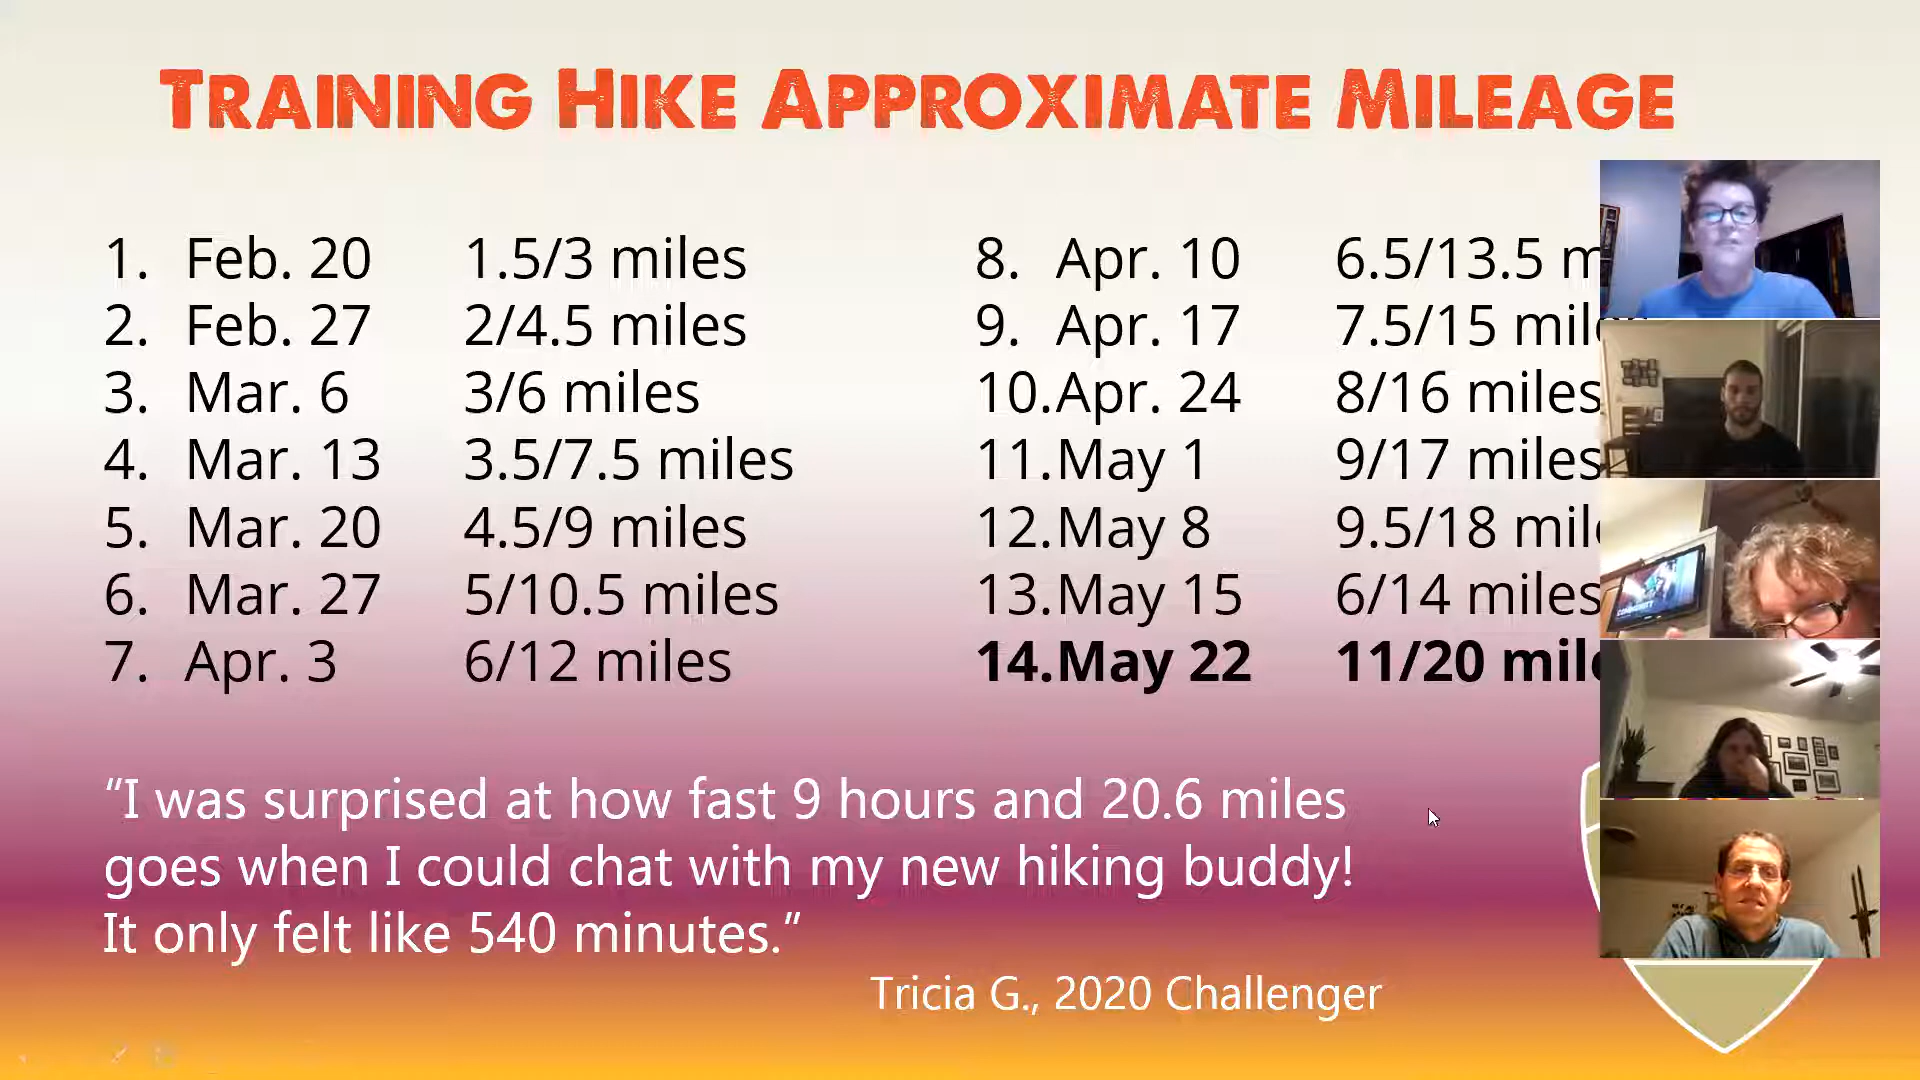 TRAINING HIKE APPROXIMATE MILEAGE
1. Feb. 20 1.5/3 miles
2. Feb. 27 2/4.5 miles
3. Mar. 6 3/6 miles
4. Mar. 13 3.5/7.5 miles
5. Mar. 20 4.5/9 miles
6. Mar. 27 5/10.5 miles
7. Apr. 3 6/12 miles
8. Apr. 10 6.5/13.5 m
9. Apr. 17 7.5/15 mil
10. Apr. 24 8/16 miles
11. May 1 9/17 miles
12. May 8 9.5/18 mil
13. May 15 6/14 miles
14. May 22 11/20 mil
“I was surprised at how fast 9 hours and 20.6 miles
goes when I could chat with my new hiking buddy!
It only felt like 540 minutes.”
Tricia G., 2020 Challenger